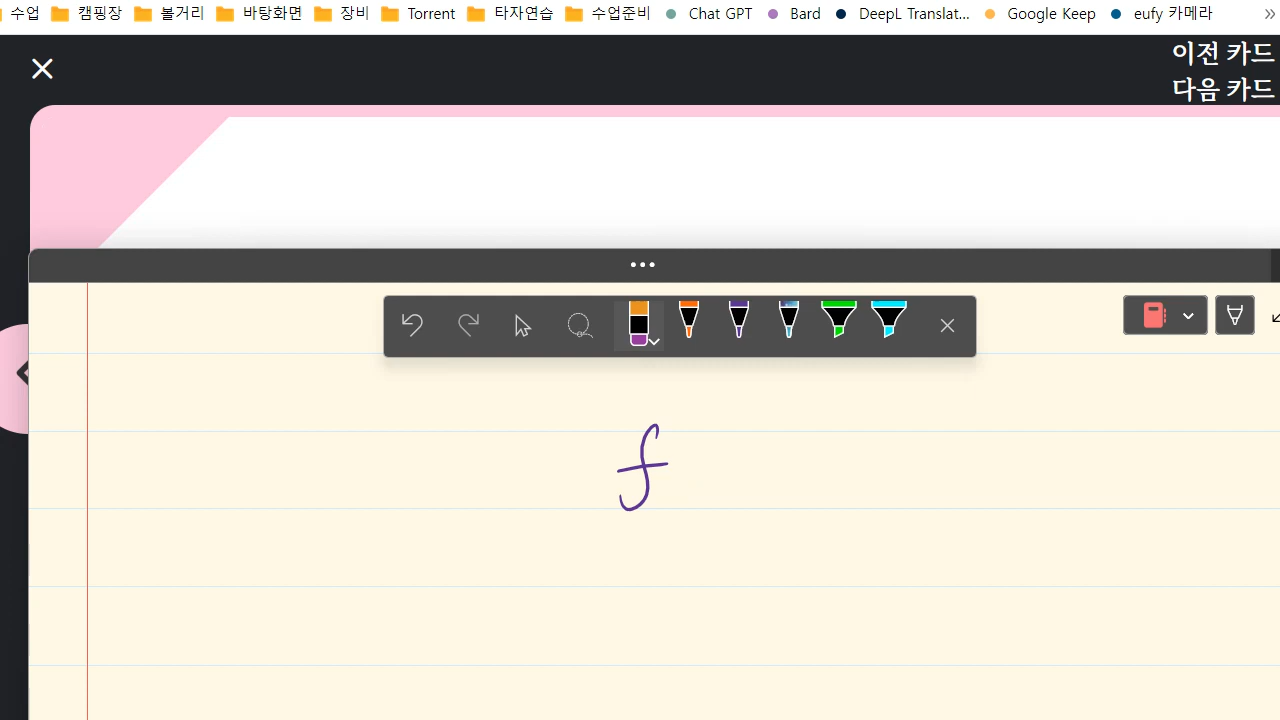 수업 캠핑장 볼거리 바탕화면 장비 Torrent 타자연습 수업준비 Chat GPT Bard DeepL Translat... Google Keep eufy 카메라
이전 카드
다음 카드
f